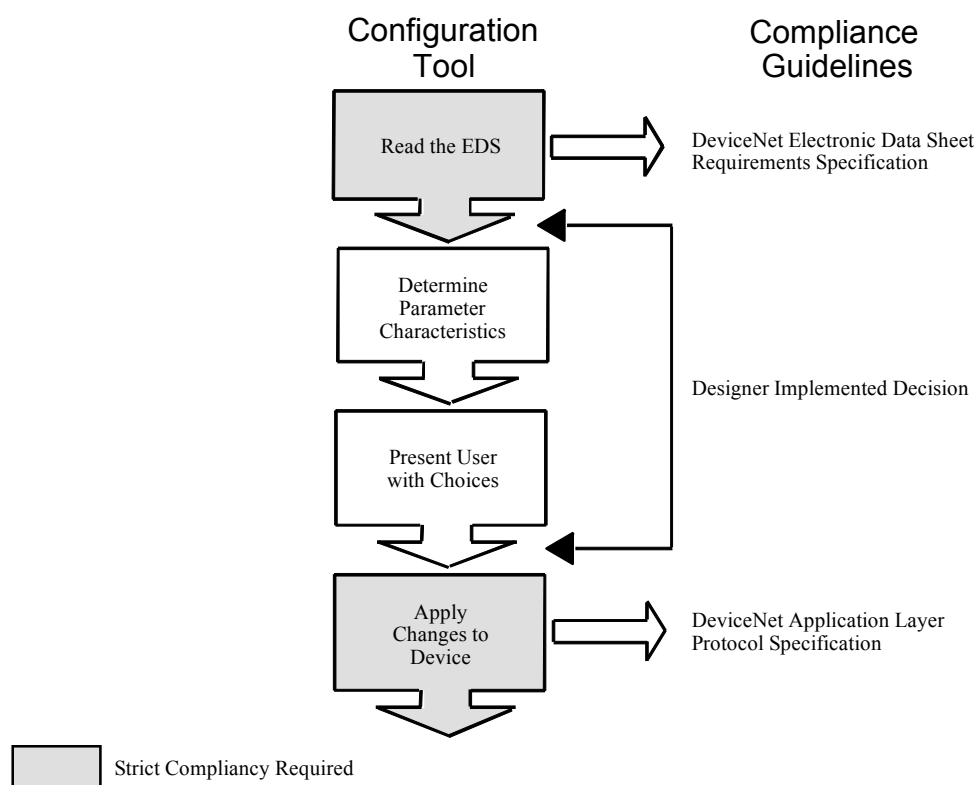 Configuration
Tool
Compliance
Guidelines
Read the EDS
DeviceNet Electronic Data Sheet
Requirements Specification
Determine
Parameter
Characteristics
Designer Implemented Decision
Present User
with Choices
Apply
Changes to
Device
DeviceNet Application Layer
Protocol Specification
Strict Compliancy Required